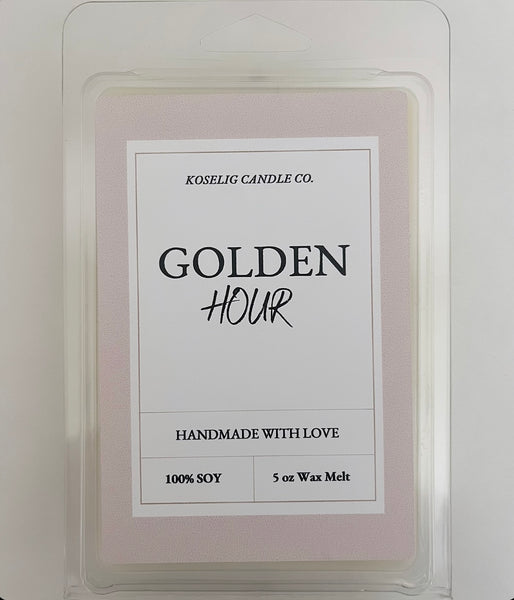 KOSELIG CANDLE CO.
GOLDEN
HOUR
HANDMADE WITH LOVE
100% SOY
5 oz Wax Melt